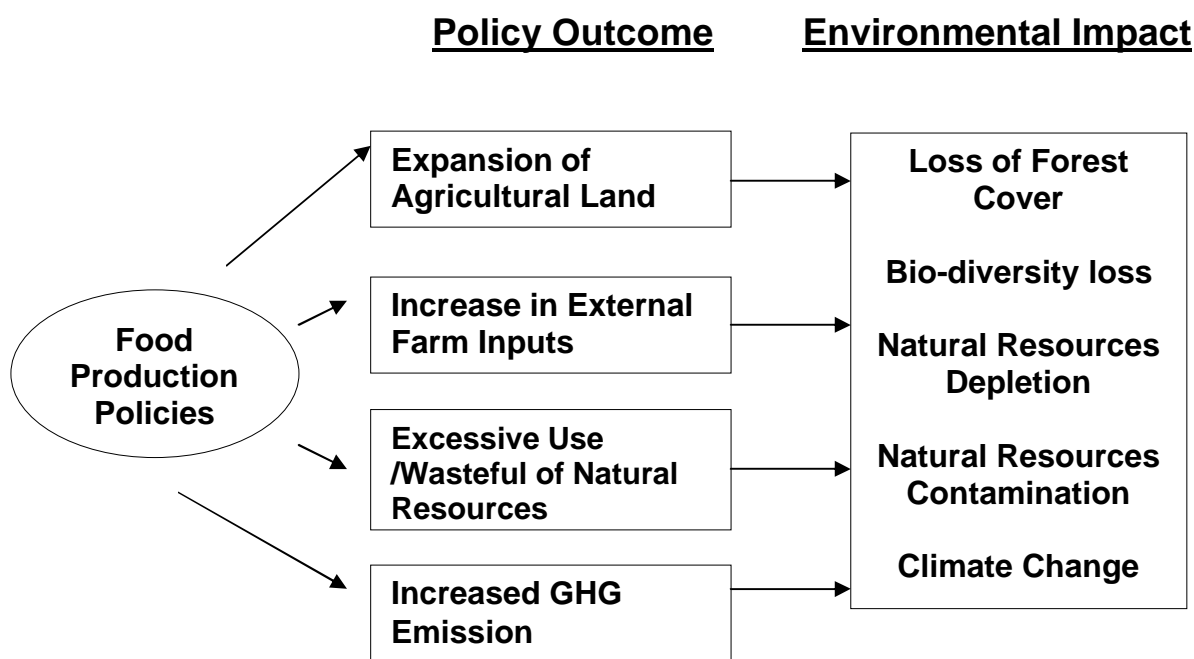 Policy Outcome
Environmental Impact
Food
Production
Policies
Expansion of
Agricultural Land
Increase in External
Farm Inputs
Excessive Use
/Wasteful of Natural
Resources
Increased GHG
Emission
Loss of Forest
Cover
Bio-diversity loss
Natural Resources
Depletion
Natural Resources
Contamination
Climate Change